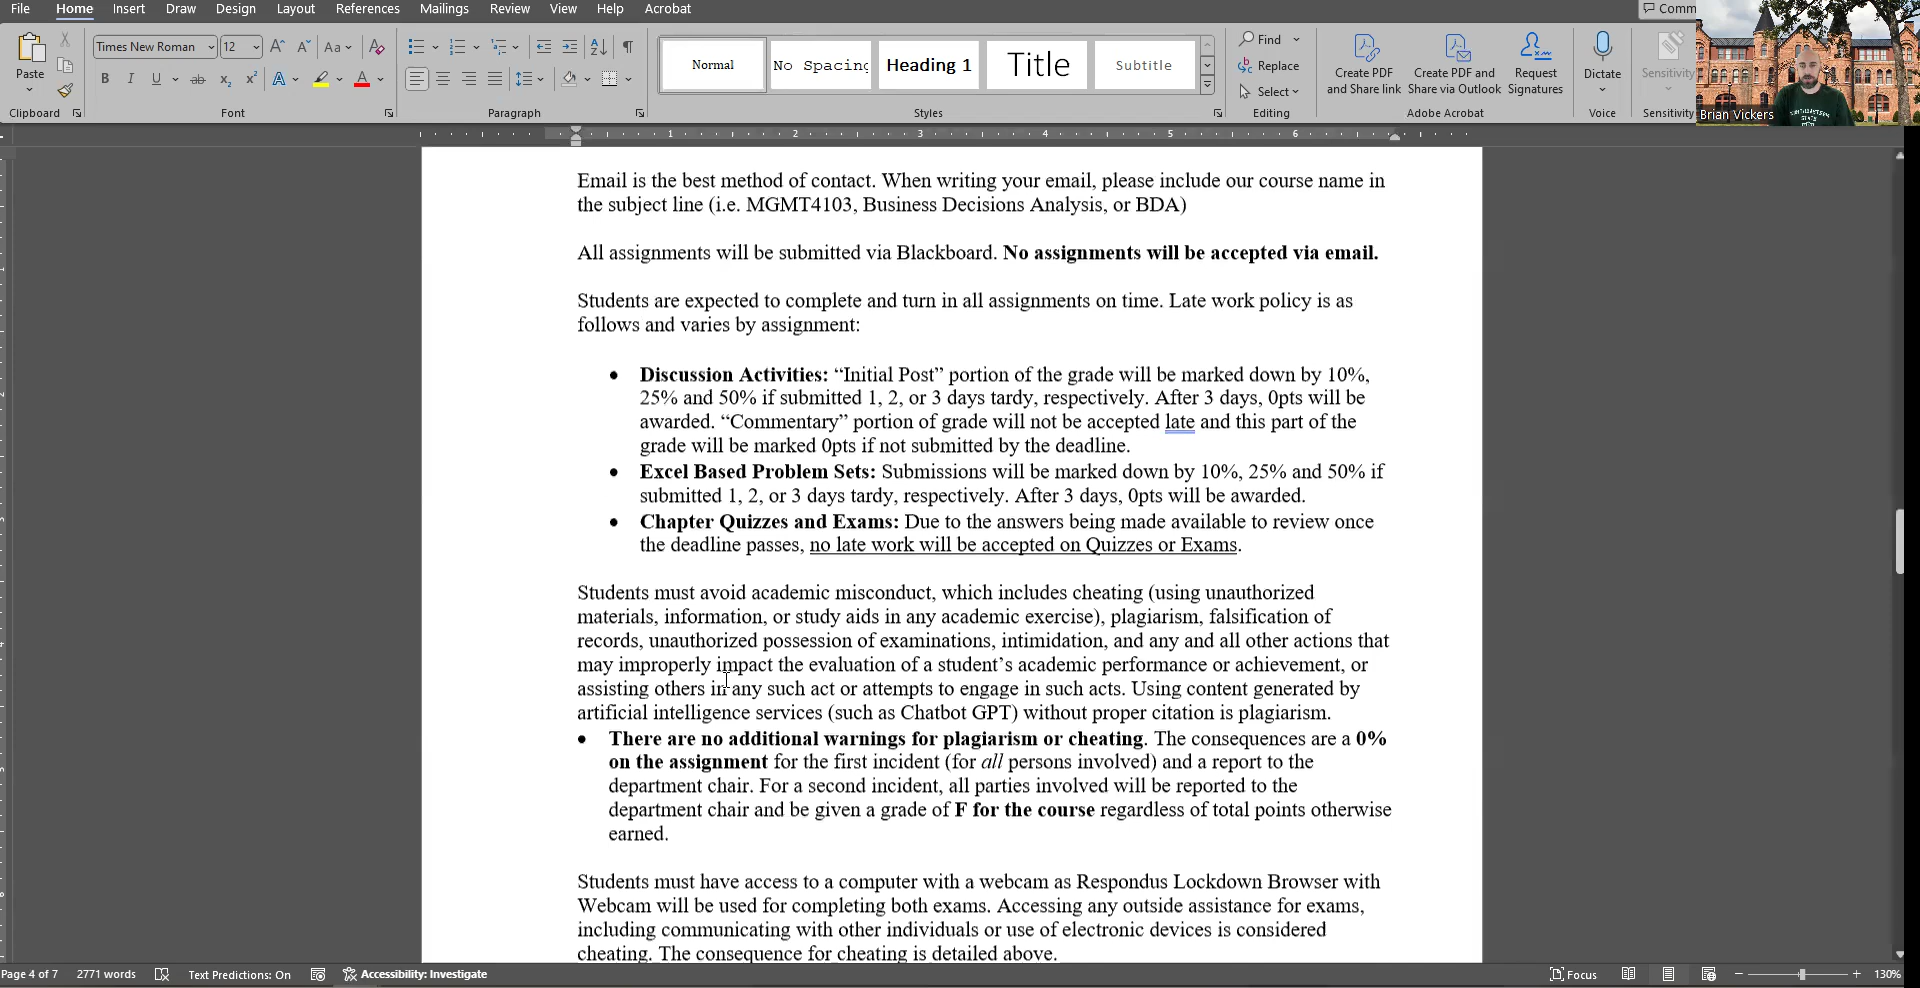 File Home Insert Draw Design Layout References Mailings Review View Help Acrobat Comm
Times New Roman 12 Aa
Paste
B I U ab x₂ x² A A
Normal No Spacing Heading 1 Title Subtitle
Find
Replace
Select
Create PDF and Share link
Create PDF and Share via Outlook
Request Signatures
Dictate
Sensitivity
Clipboard Font Paragraph Styles Editing Adobe Acrobat Voice Sensitivity
Brian Vickers
1 2 3 4 5 6
Email is the best method of contact. When writing your email, please include our course name in
the subject line (i.e. MGMT4103, Business Decisions Analysis, or BDA)
All assignments will be submitted via Blackboard. No assignments will be accepted via email.
Students are expected to complete and turn in all assignments on time. Late work policy is as
follows and varies by assignment:
• Discussion Activities: “Initial Post” portion of the grade will be marked down by 10%,
25% and 50% if submitted 1, 2, or 3 days tardy, respectively. After 3 days, 0pts will be
awarded. “Commentary” portion of grade will not be accepted late and this part of the
grade will be marked 0pts if not submitted by the deadline.
• Excel Based Problem Sets: Submissions will be marked down by 10%, 25% and 50% if
submitted 1, 2, or 3 days tardy, respectively. After 3 days, 0pts will be awarded.
• Chapter Quizzes and Exams: Due to the answers being made available to review once
the deadline passes, no late work will be accepted on Quizzes or Exams.
Students must avoid academic misconduct, which includes cheating (using unauthorized
materials, information, or study aids in any academic exercise), plagiarism, falsification of
records, unauthorized possession of examinations, intimidation, and any and all other actions that
may improperly impact the evaluation of a student’s academic performance or achievement, or
assisting others in any such act or attempts to engage in such acts. Using content generated by
artificial intelligence services (such as Chatbot GPT) without proper citation is plagiarism.
• There are no additional warnings for plagiarism or cheating. The consequences are a 0%
on the assignment for the first incident (for all persons involved) and a report to the
department chair. For a second incident, all parties involved will be reported to the
department chair and be given a grade of F for the course regardless of total points otherwise
earned.
Students must have access to a computer with a webcam as Respondus Lockdown Browser with
Webcam will be used for completing both exams. Accessing any outside assistance for exams,
including communicating with other individuals or use of electronic devices is considered
cheating. The consequence for cheating is detailed above.
Page 4 of 7 2771 words Text Predictions: On Accessibility: Investigate Focus 130%